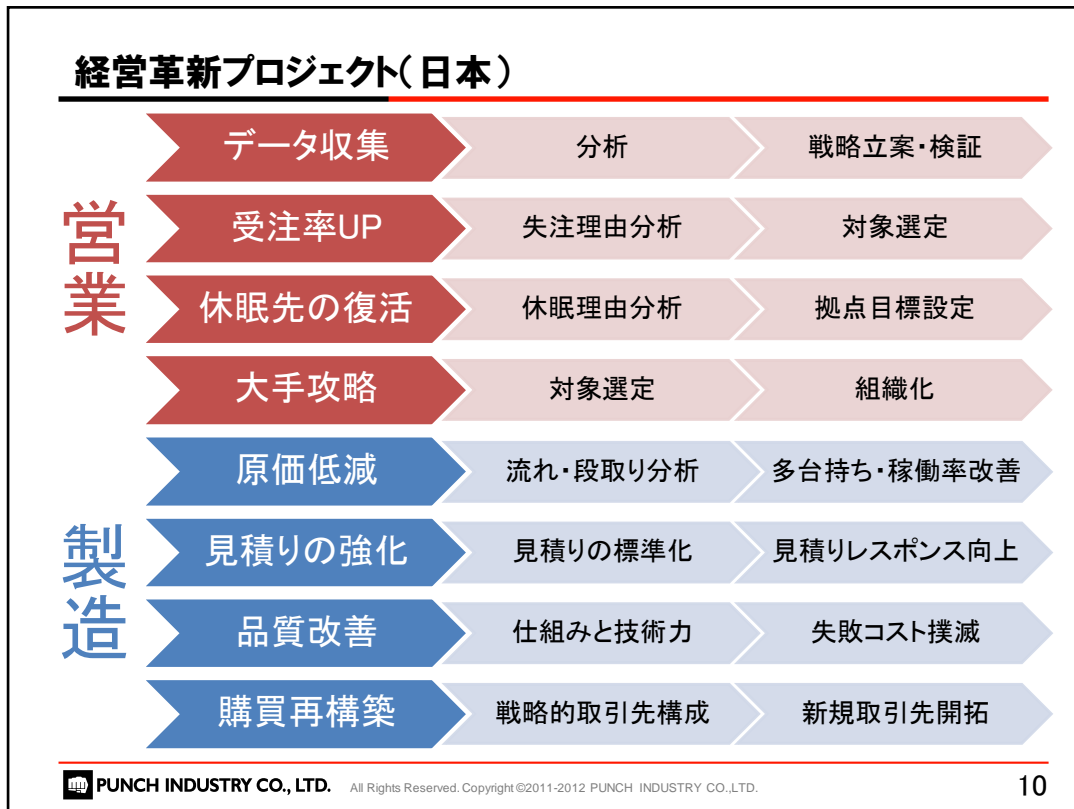 経営革新プロジェクト(日本)
営業
データ収集 分析 戦略立案・検証
受注率UP 失注理由分析 対象選定
休眠先の復活 休眠理由分析 拠点目標設定
大手攻略 対象選定 組織化
製造
原価低減 流れ・段取り分析 多台持ち・稼働率改善
見積りの強化 見積りの標準化 見積りレスポンス向上
品質改善 仕組みと技術力 失敗コスト撲滅
購買再構築 戦略的取引先構成 新規取引先開拓
PUNCH INDUSTRY CO., LTD. All Rights Reserved. Copyright ©2011-2012 PUNCH INDUSTRY CO.,LTD. 10